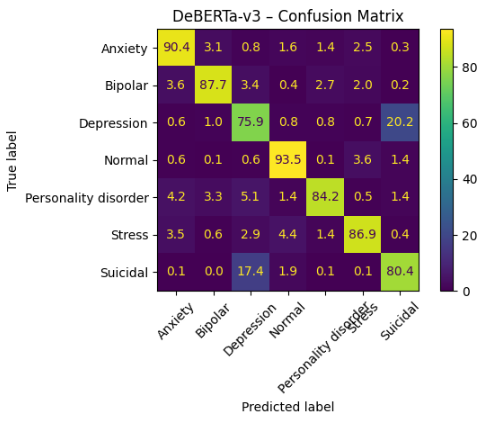 DeBERTa-v3 – Confusion Matrix
Anxiety 90.4 3.1 0.8 1.6 1.4 2.5 0.3
Bipolar 3.6 87.7 3.4 0.4 2.7 2.0 0.2
Depression 0.6 1.0 75.9 0.8 0.8 0.7 20.2
Normal 0.6 0.1 0.6 93.5 0.1 3.6 1.4
Personality disorder 4.2 3.3 5.1 1.4 84.2 0.5 1.4
Stress 3.5 0.6 2.9 4.4 1.4 86.9 0.4
Suicidal 0.1 0.0 17.4 1.9 0.1 0.1 80.4
True label
Anxiety
Bipolar
Depression
Normal
Personality disorder
Stress
Suicidal
Predicted label
80
60
40
20
0